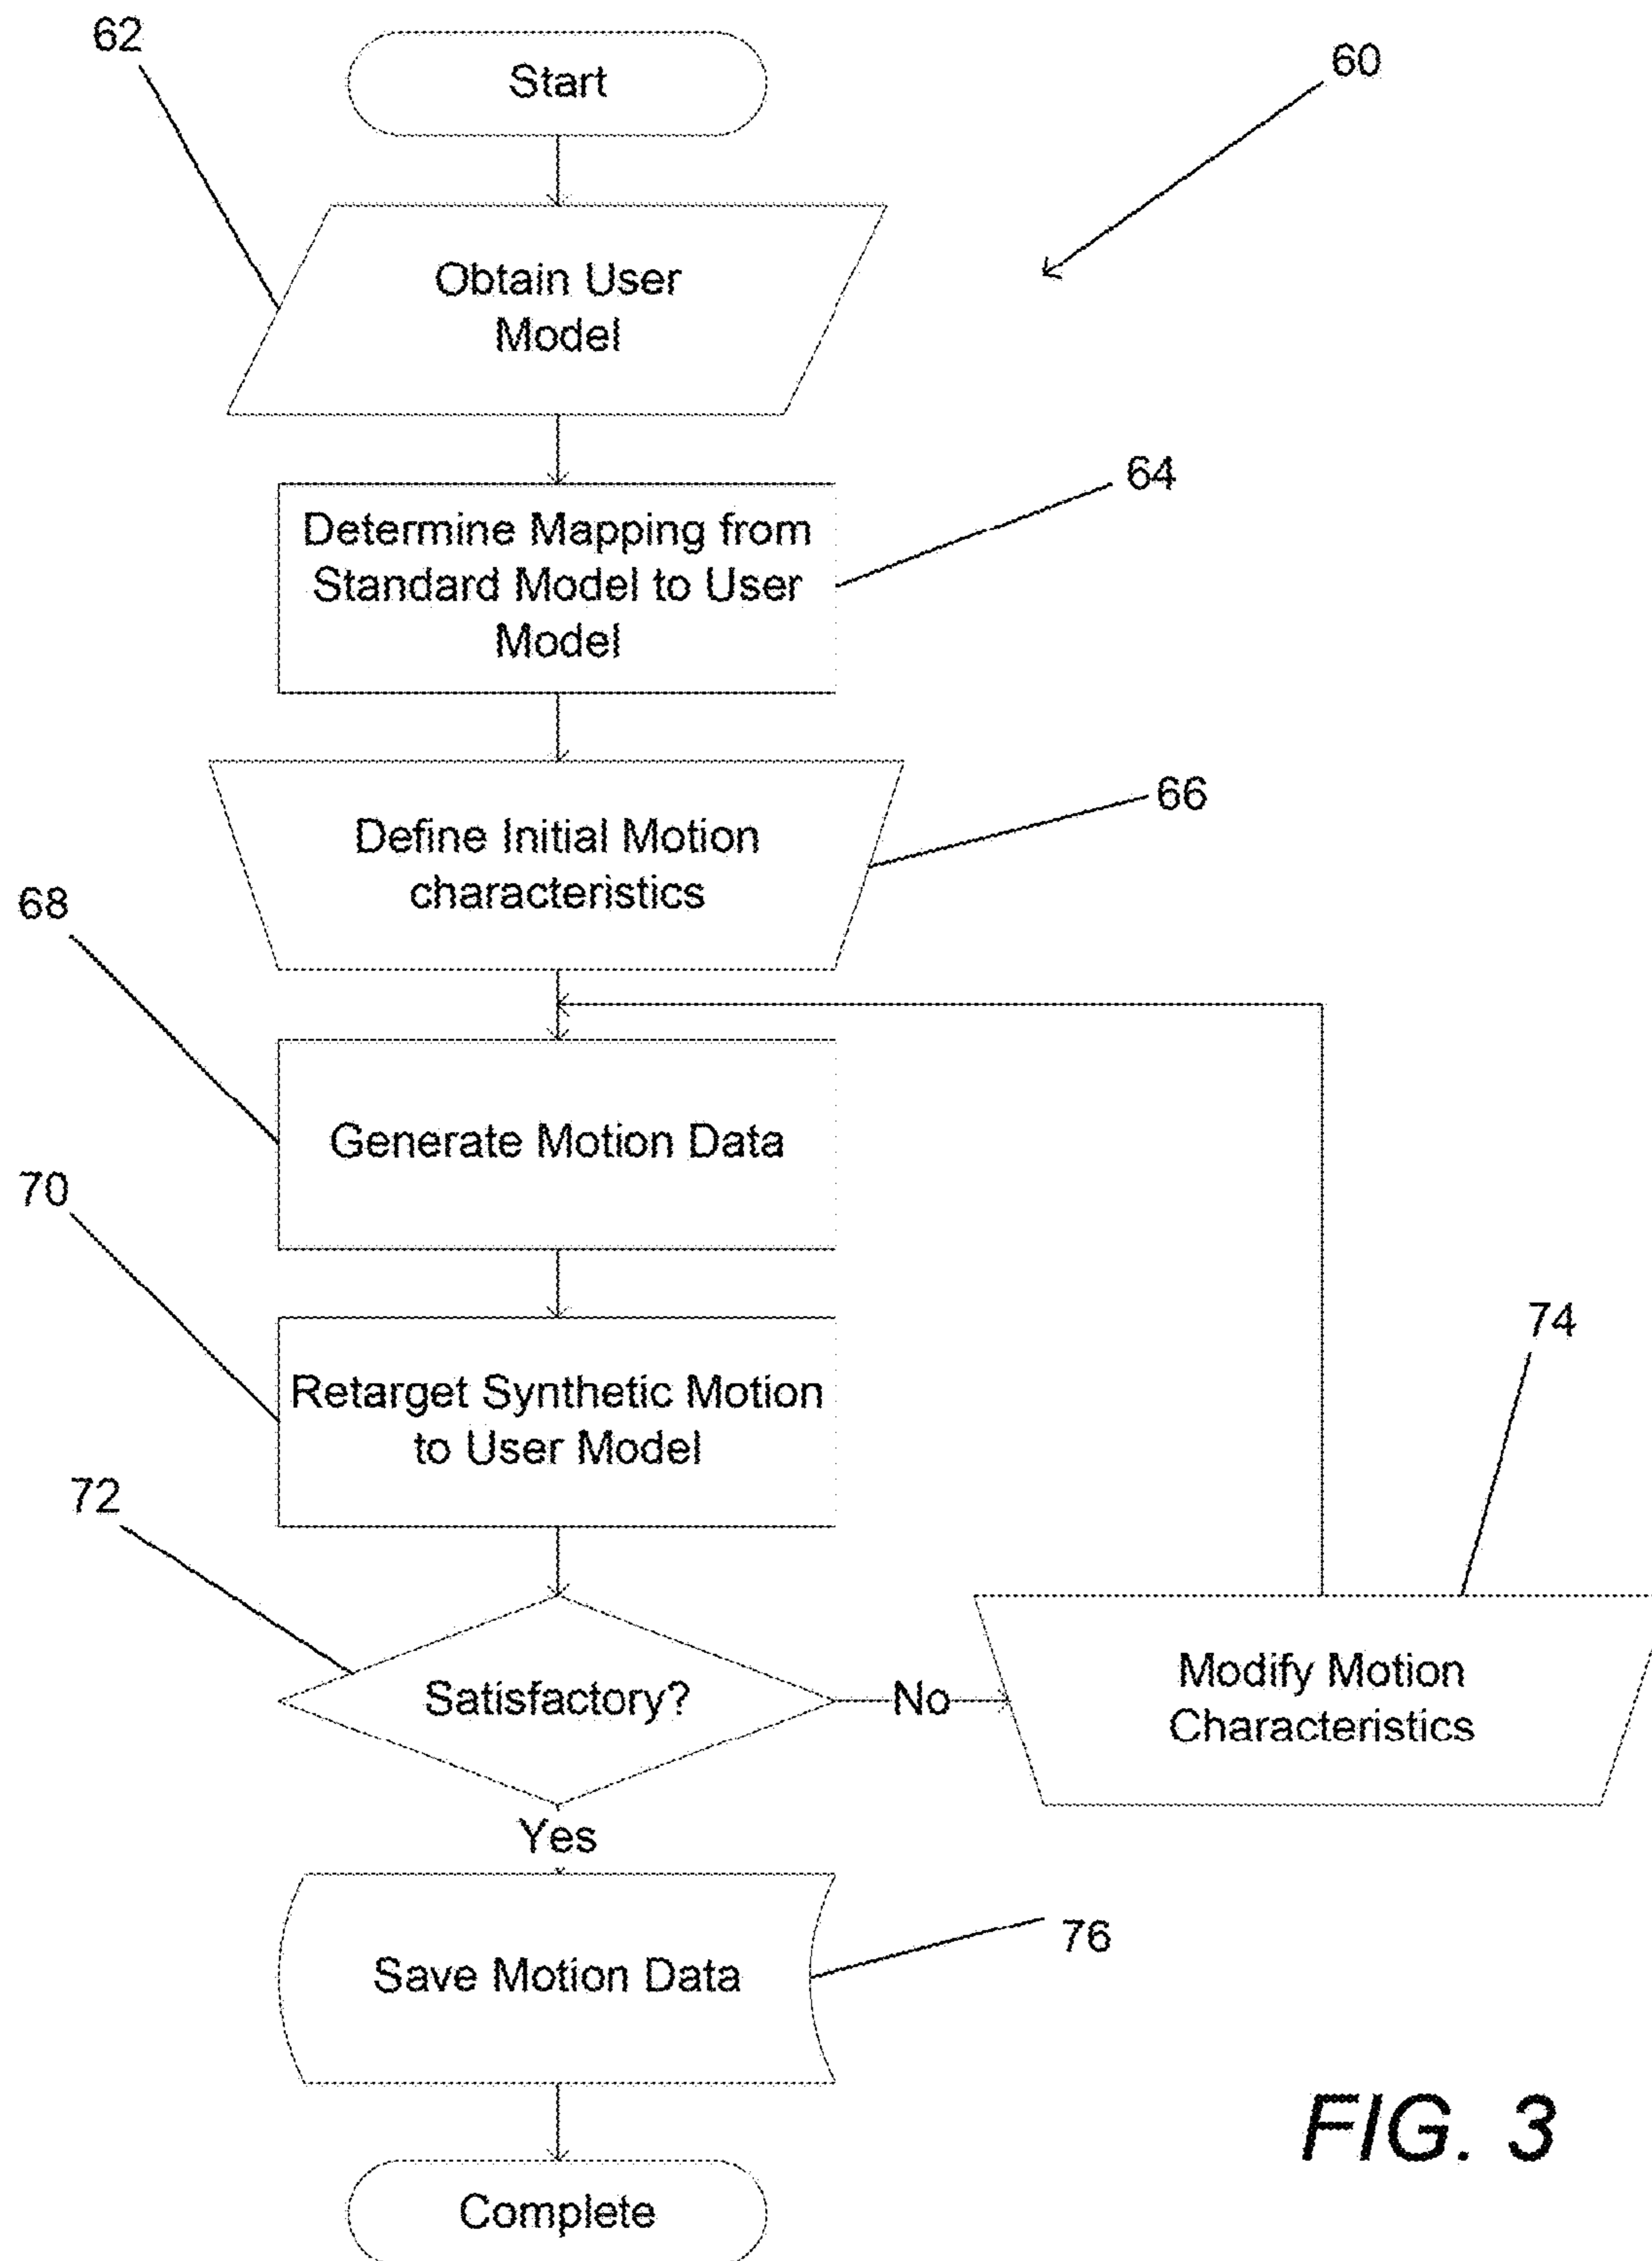 62
Start
60
Obtain User
Model
Determine Mapping from
Standard Model to User
Model
64
Define Initial Motion
characteristics
66
68
Generate Motion Data
70
Retarget Synthetic Motion
to User Model
74
72
Satisfactory?
No
Modify Motion
Characteristics
Yes
Save Motion Data
76
Complete
FIG. 3